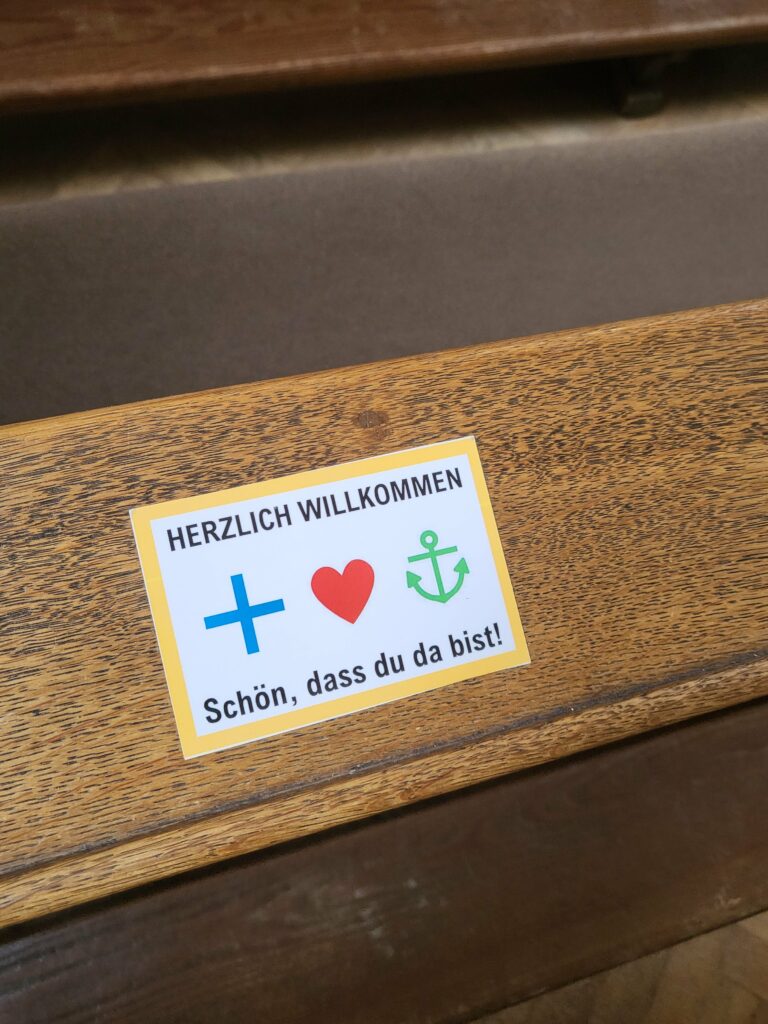 HERZLICH WILLKOMMEN
Schön, dass du da bist!